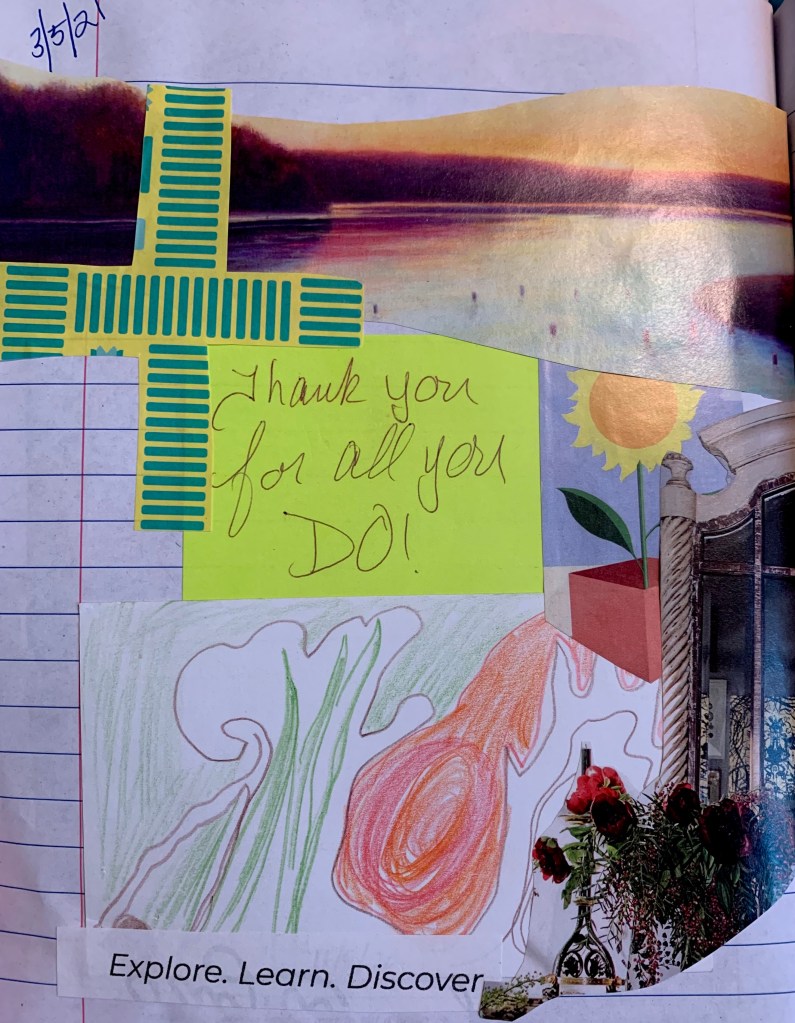 3/5/21
Thank you
for all you
DO!
Explore. Learn. Discover